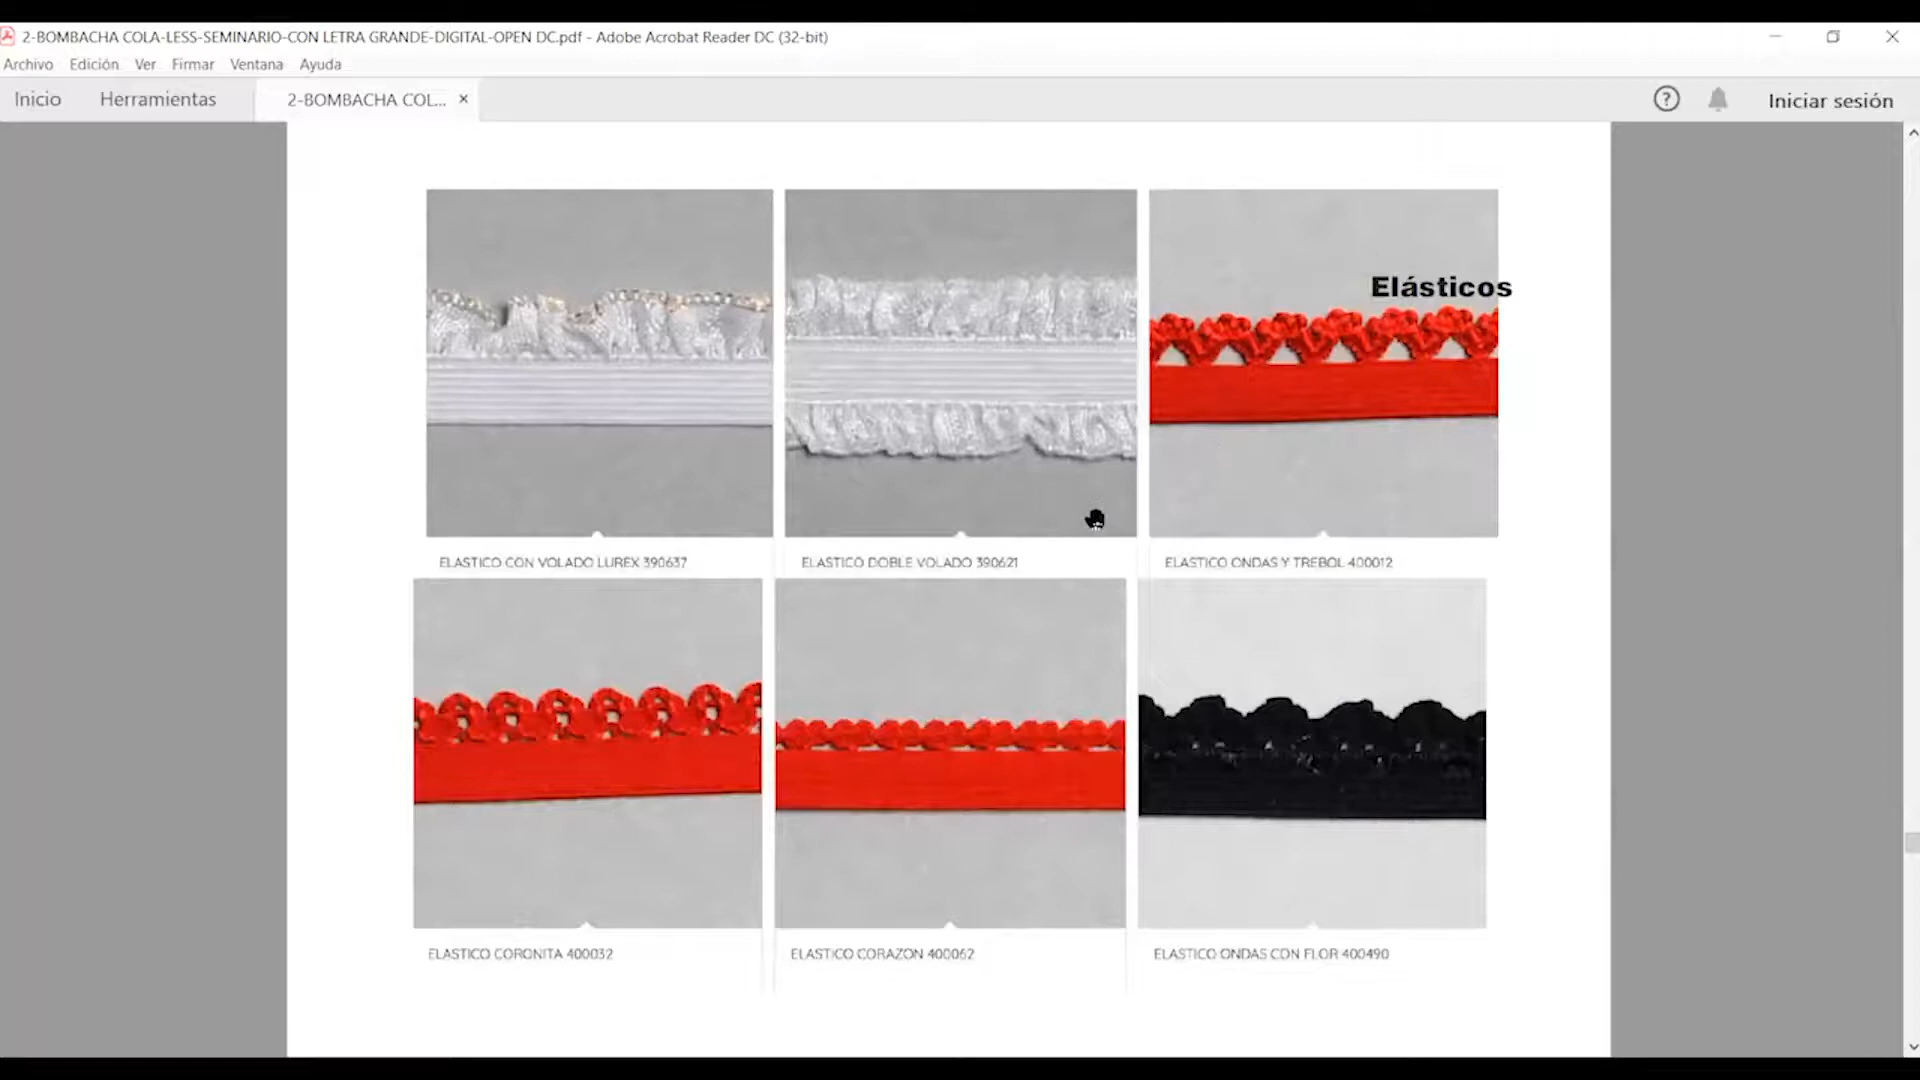 2-BOMBACHA COLA-LESS-SEMINARIO-CON LETRA GRANDE-DIGITAL-OPEN DC.pdf - Adobe Acrobat Reader DC (32-bit)
Archivo Edición Ver Firmar Ventana Ayuda
Inicio Herramientas 2-BOMBACHA COL... × ? Iniciar sesión
Elásticos
ELASTICO CON VOLADO LUREX 390637
ELASTICO DOBLE VOLADO 390621
ELASTICO ONDAS Y TREBOL 400012
ELASTICO CORONITA 400032
ELASTICO CORAZON 400062
ELASTICO ONDAS CON FLOR 400490